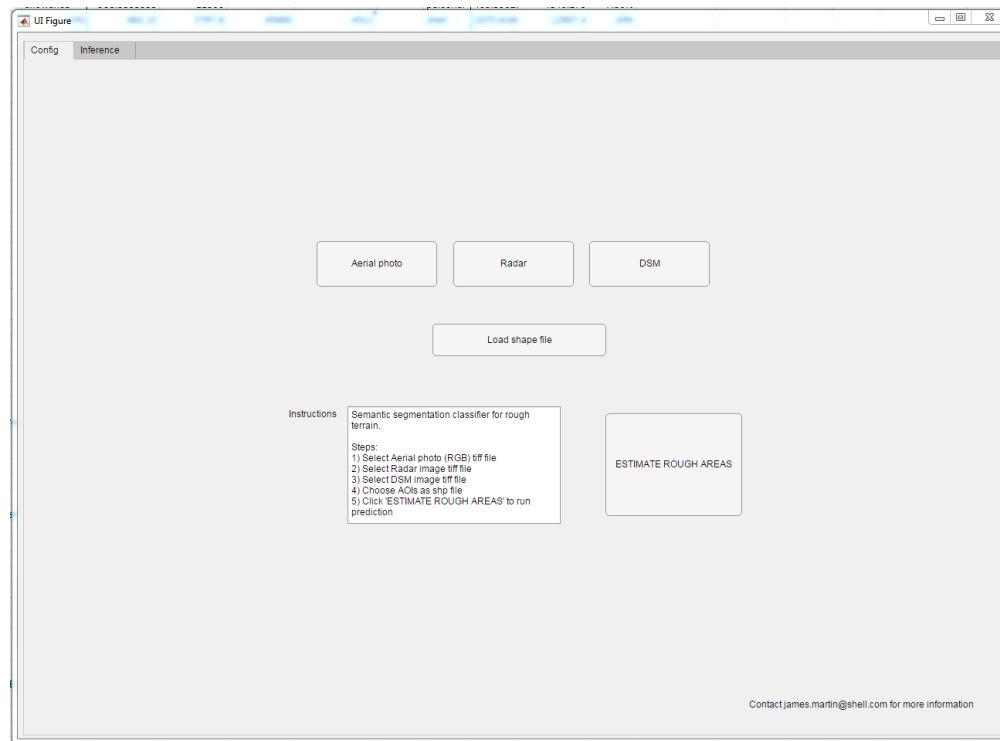 UI Figure
Config
Inference
Aerial photo
Radar
DSM
Load shape file
Instructions
Semantic segmentation classifier for rough
terrain.
Steps:
1) Select Aerial photo (RGB) tiff file
2) Select Radar image tiff file
3) Select DSM image tiff file
4) Choose AOIs as shp file
5) Click 'ESTIMATE ROUGH AREAS' to run
prediction
ESTIMATE ROUGH AREAS
Contact james.martin@shell.com for more information